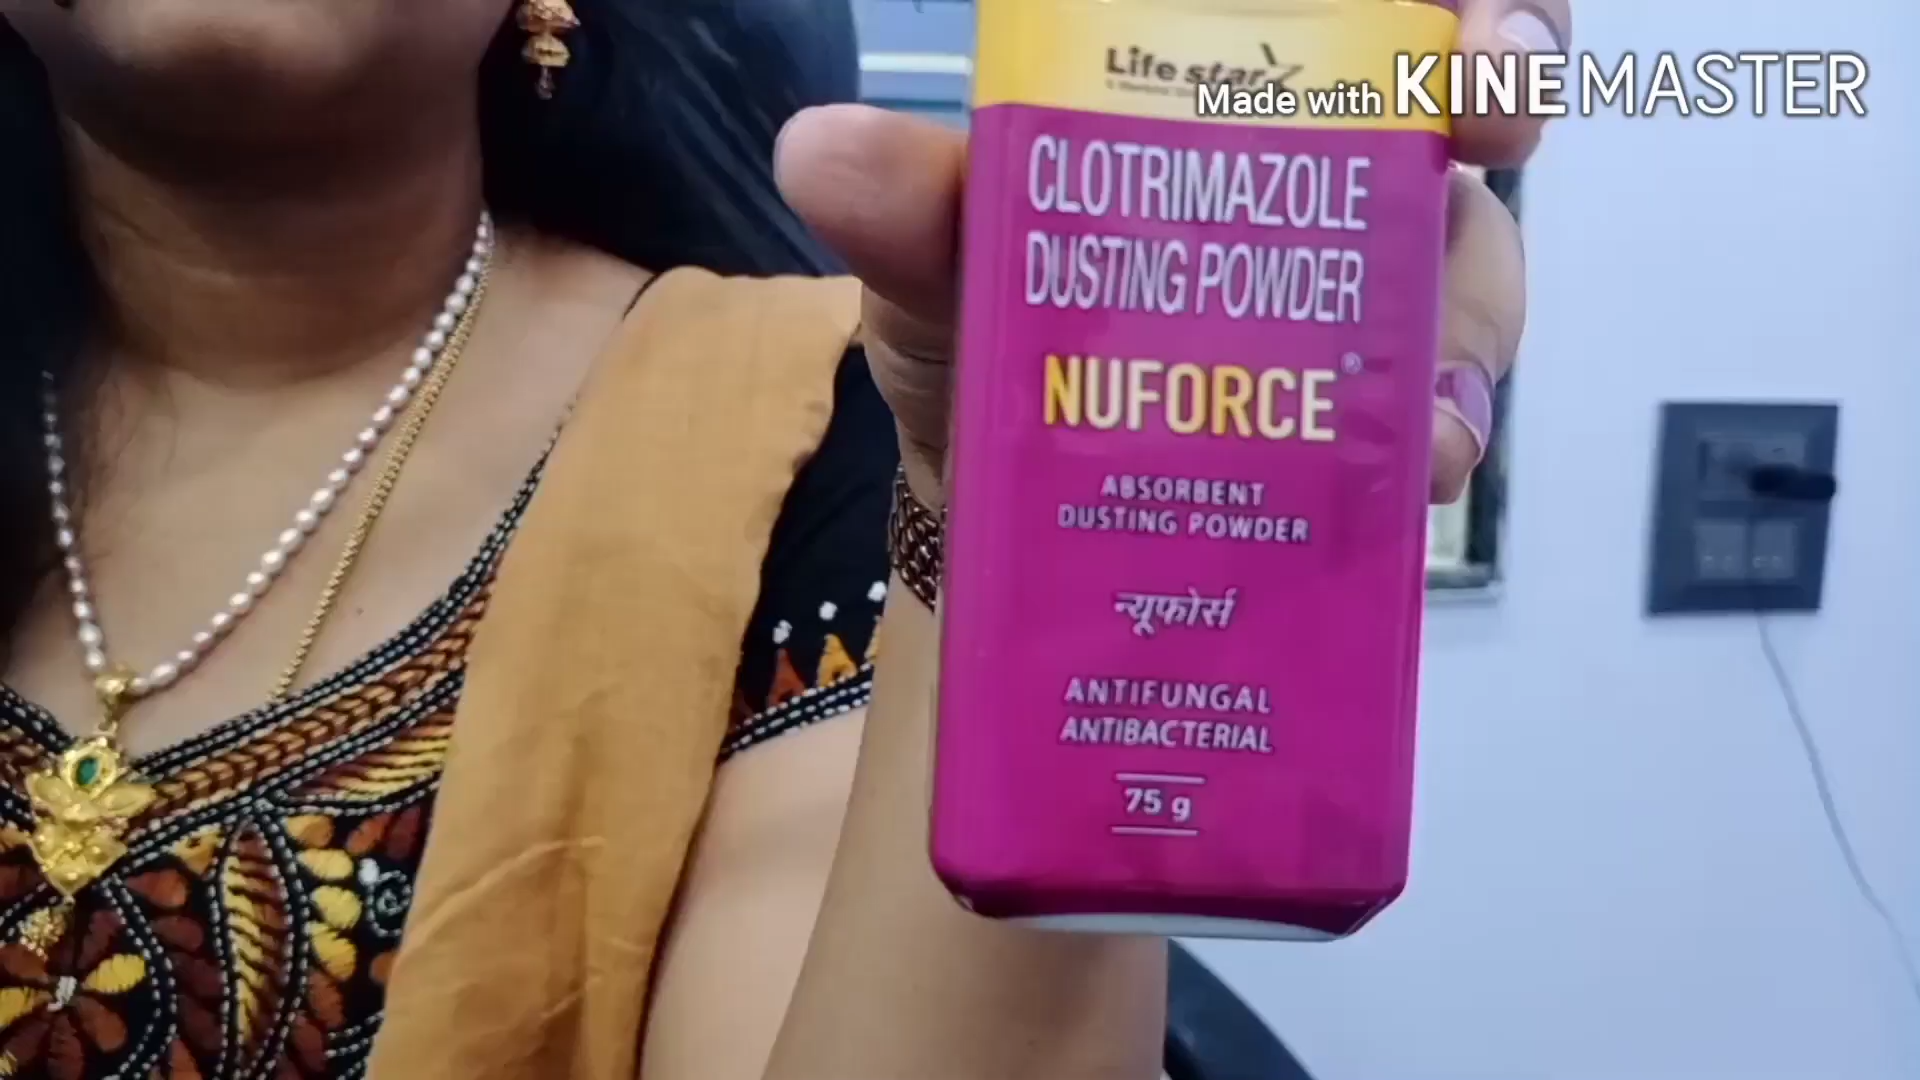 Life star
Made with KINEMASTER
CLOTRIMAZOLE
DUSTING POWDER
NUFORCE®
ABSORBENT
DUSTING POWDER
न्यूफोर्स
ANTIFUNGAL
ANTIBACTERIAL
75 g